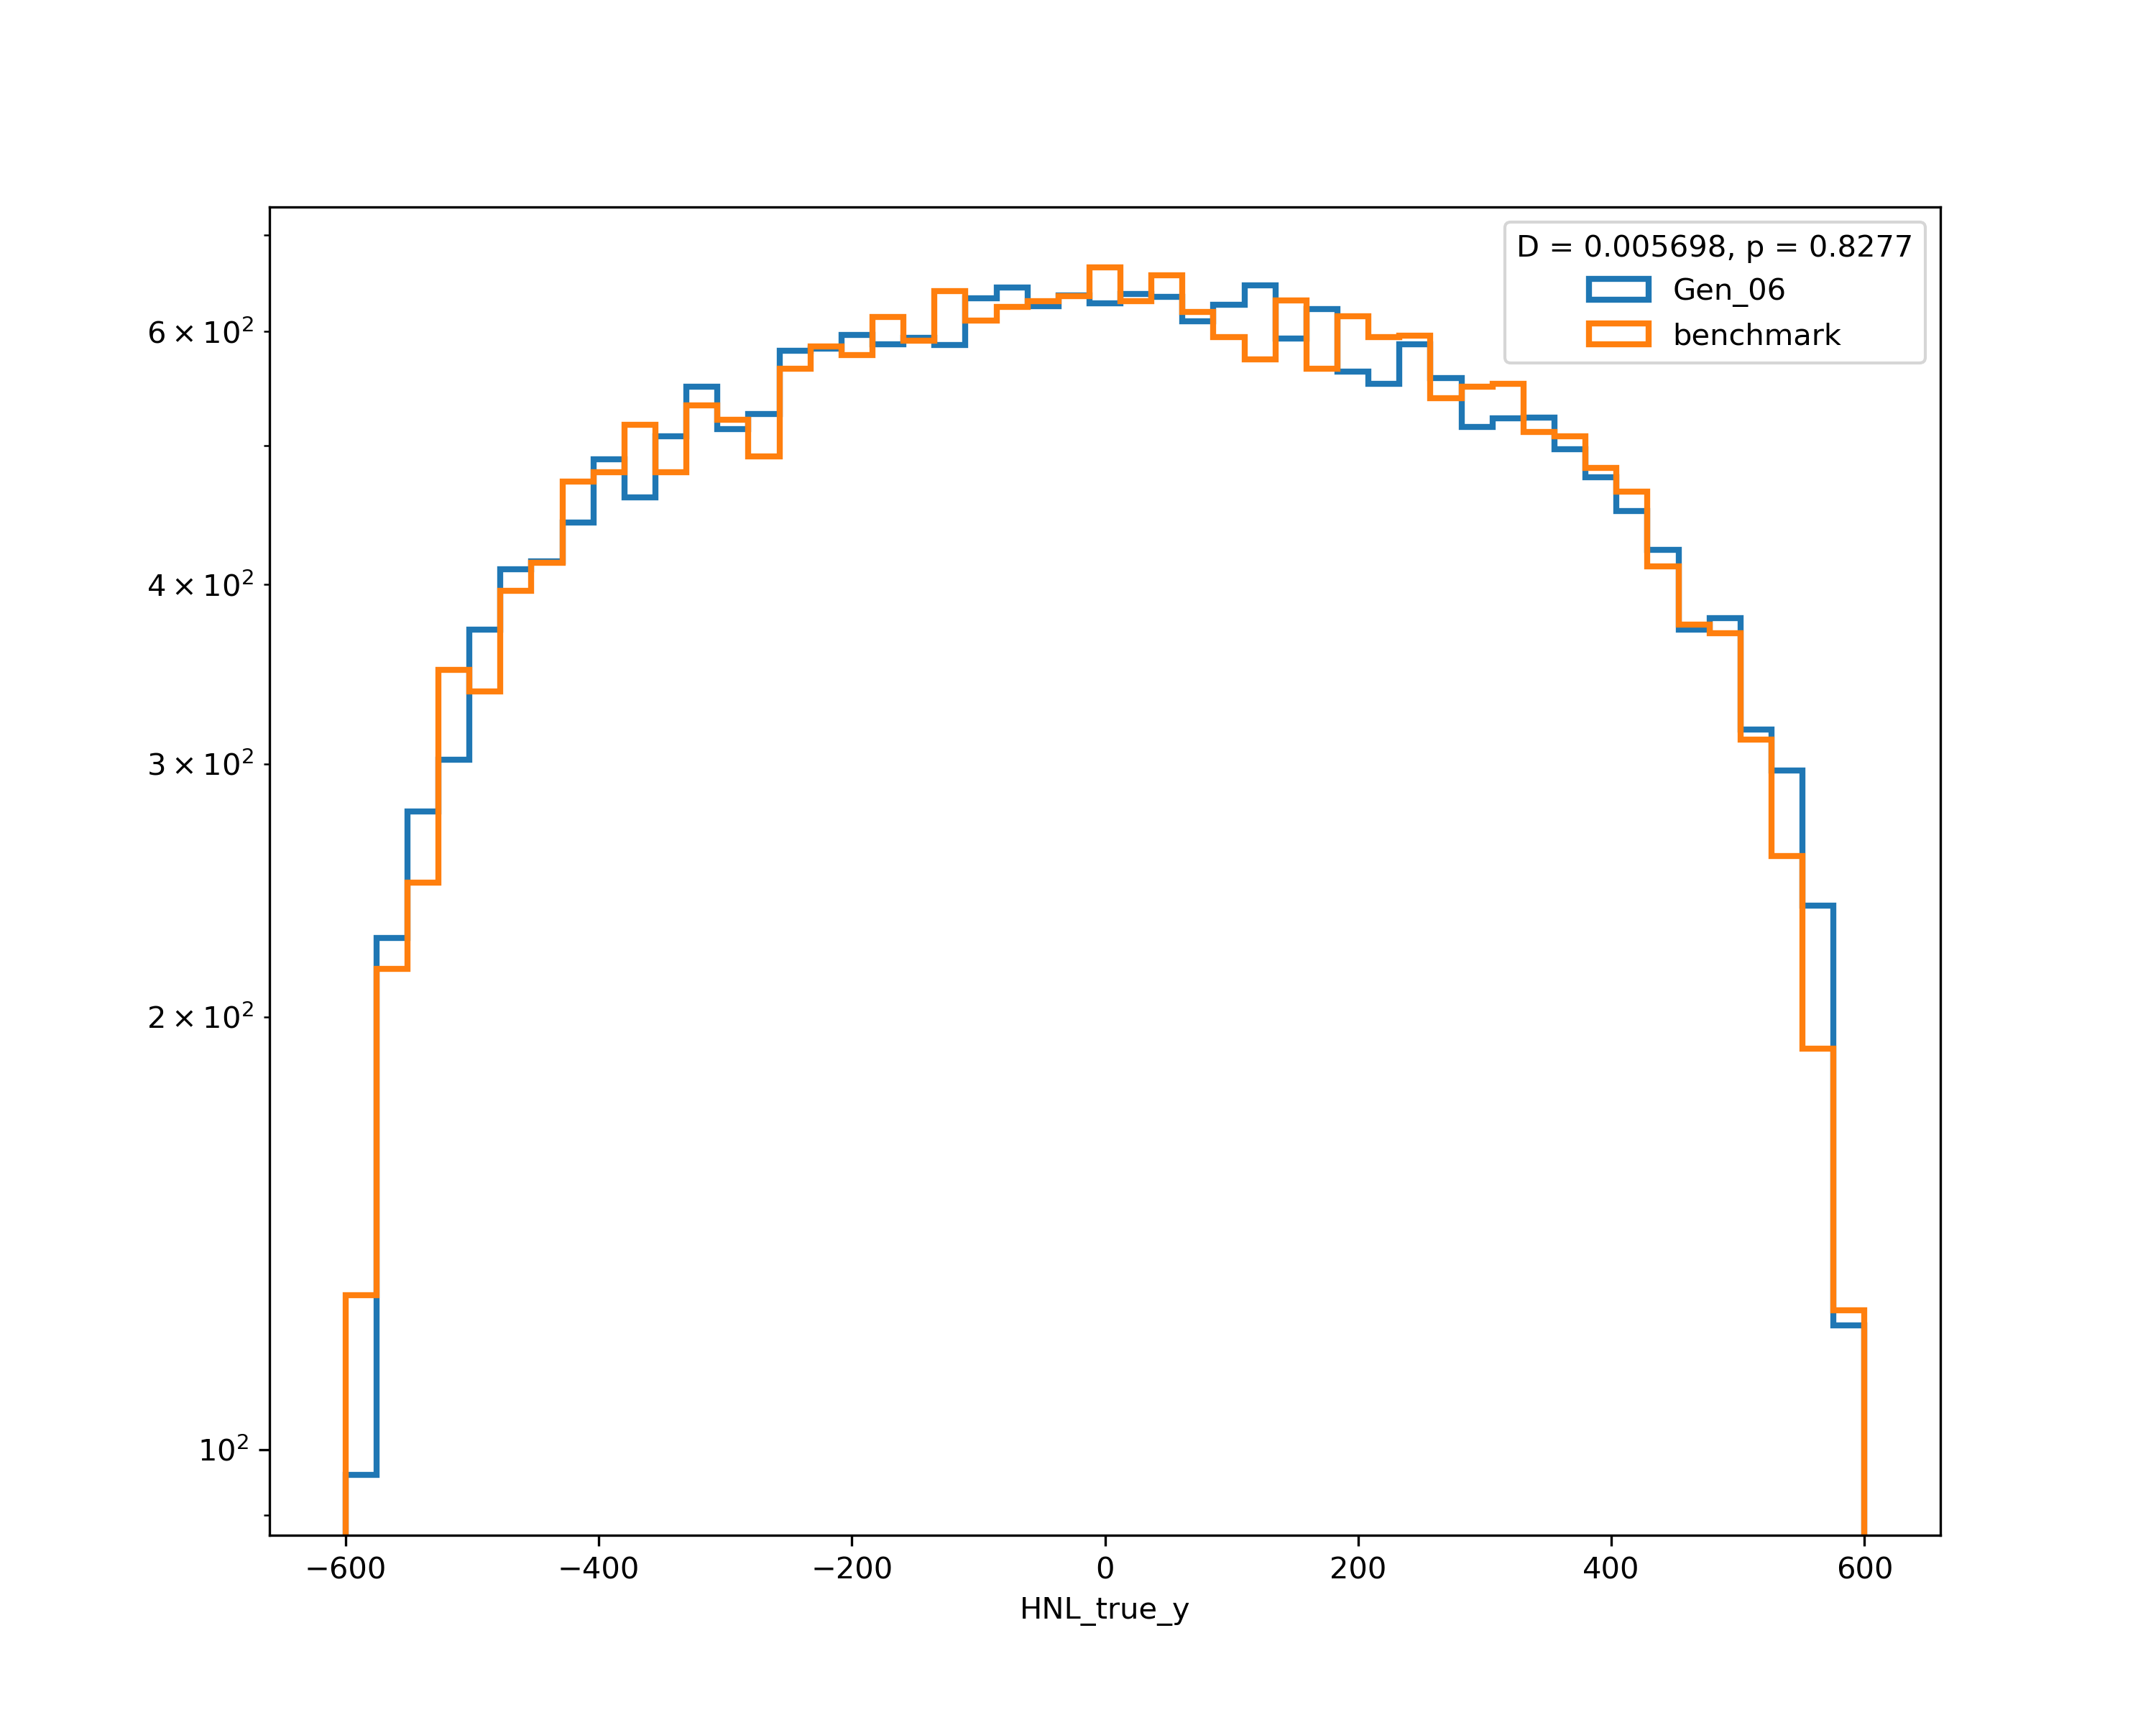 D = 0.005698, p = 0.8277
Gen_06
benchmark
6 × 10²
4 × 10²
3 × 10²
2 × 10²
10²
−600 −400 −200 0 200 400 600
HNL_true_y